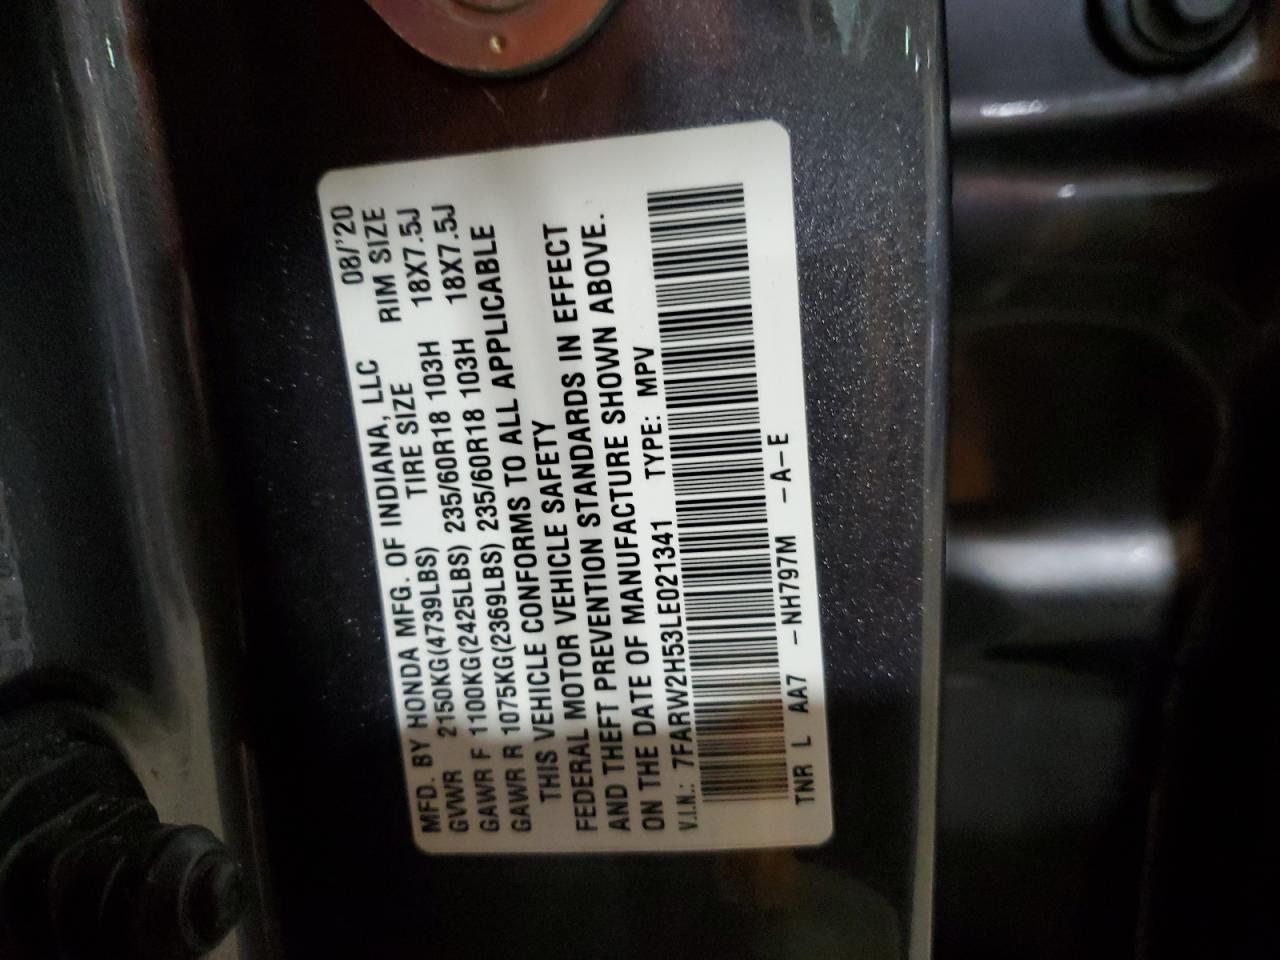 MFD. BY HONDA MFG. OF INDIANA, LLC 08/'20
GVWR 2150KG(4739LBS) TIRE SIZE RIM SIZE
GAWR F 1100KG(2425LBS) 235/60R18 103H 18X7.5J
GAWR R 1075KG(2369LBS) 235/60R18 103H 18X7.5J
THIS VEHICLE CONFORMS TO ALL APPLICABLE
FEDERAL MOTOR VEHICLE SAFETY
AND THEFT PREVENTION STANDARDS IN EFFECT
ON THE DATE OF MANUFACTURE SHOWN ABOVE.
V.I.N.: 7FARW2H53LE021341 TYPE: MPV
TNR L AA7 -NH797M -A-E